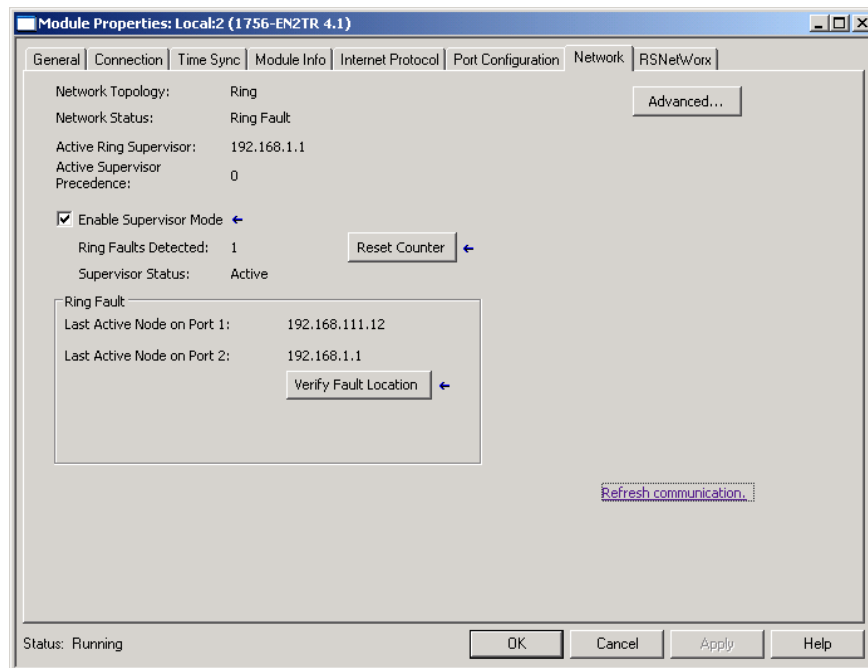 Module Properties: Local:2 (1756-EN2TR 4.1)
General Connection Time Sync Module Info Internet Protocol Port Configuration Network RSNetWorx
Network Topology: Ring
Advanced...
Network Status: Ring Fault
Active Ring Supervisor: 192.168.1.1
Active Supervisor
Precedence: 0
Enable Supervisor Mode
Ring Faults Detected: 1 Reset Counter
Supervisor Status: Active
Ring Fault
Last Active Node on Port 1: 192.168.111.12
Last Active Node on Port 2: 192.168.1.1
Verify Fault Location
Refresh communication.
Status: Running OK Cancel Apply Help